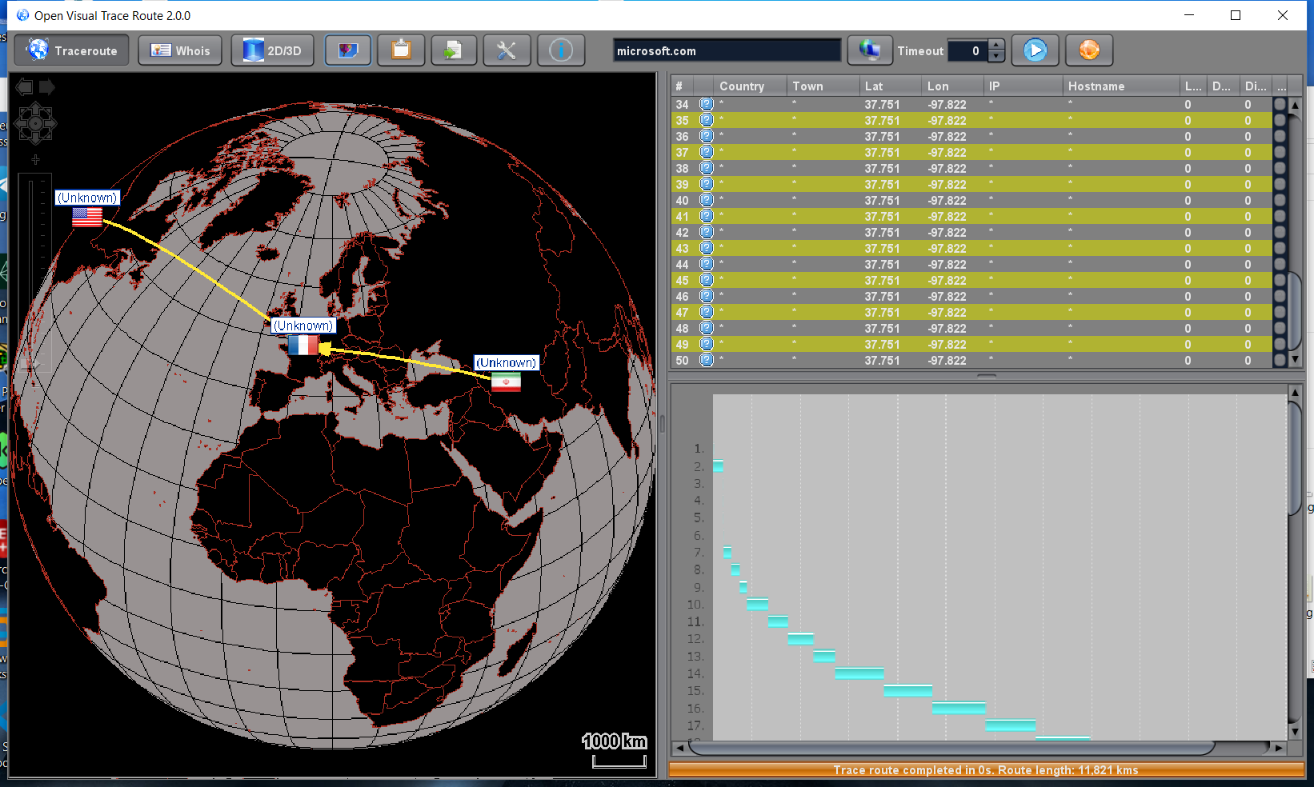 Open Visual Trace Route 2.0.0
Traceroute Whois 2D/3D microsoft.com Timeout 0
# Country Town Lat Lon IP Hostname L... D... Di... ...
34 * * 37.751 -97.822 * * 0 0
35 * * 37.751 -97.822 * * 0 0
36 * * 37.751 -97.822 * * 0 0
37 * * 37.751 -97.822 * * 0 0
38 * * 37.751 -97.822 * * 0 0
39 * * 37.751 -97.822 * * 0 0
40 * * 37.751 -97.822 * * 0 0
41 * * 37.751 -97.822 * * 0 0
42 * * 37.751 -97.822 * * 0 0
43 * * 37.751 -97.822 * * 0 0
44 * * 37.751 -97.822 * * 0 0
45 * * 37.751 -97.822 * * 0 0
46 * * 37.751 -97.822 * * 0 0
47 * * 37.751 -97.822 * * 0 0
48 * * 37.751 -97.822 * * 0 0
49 * * 37.751 -97.822 * * 0 0
50 * * 37.751 -97.822 * * 0 0
(Unknown)
(Unknown)
(Unknown)
1000 km
1.
2.
3.
4.
5.
6.
7.
8.
9.
10.
11.
12.
13.
14.
15.
16.
17.
Trace route completed in 0s. Route length: 11,821 kms